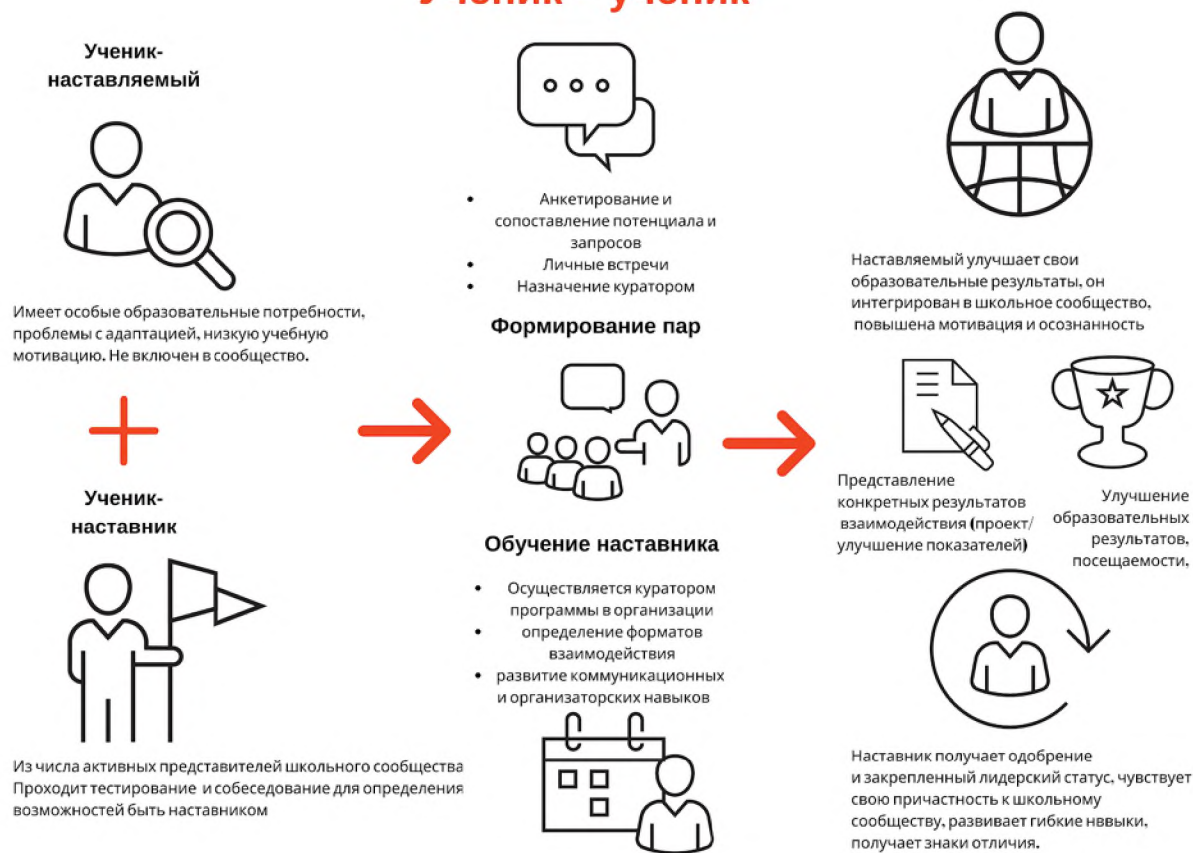 Ученик – ученик
Ученик-
наставляемый
Имеет особые образовательные потребности,
проблемы с адаптацией, низкую учебную
мотивацию. Не включен в сообщество.
Ученик-
наставник
Из числа активных представителей школьного сообщества
Проходит тестирование и собеседование для определения
возможностей быть наставником
• Анкетирование и
сопоставление потенциала и
запросов
• Личные встречи
• Назначение куратором
Формирование пар
Обучение наставника
• Осуществляется куратором
программы в организации
• определение форматов
взаимодействия
• развитие коммуникационных
и организаторских навыков
Наставляемый улучшает свои
образовательные результаты, он
интегрирован в школьное сообщество,
повышена мотивация и осознанность
Представление
конкретных результатов
взаимодействия (проект/
улучшение показателей)
Улучшение
образовательных
результатов,
посещаемости.
Наставник получает одобрение
и закрепленный лидерский статус, чувствует
свою причастность к школьному
сообществу, развивает гибкие нввыки,
получает знаки отличия.